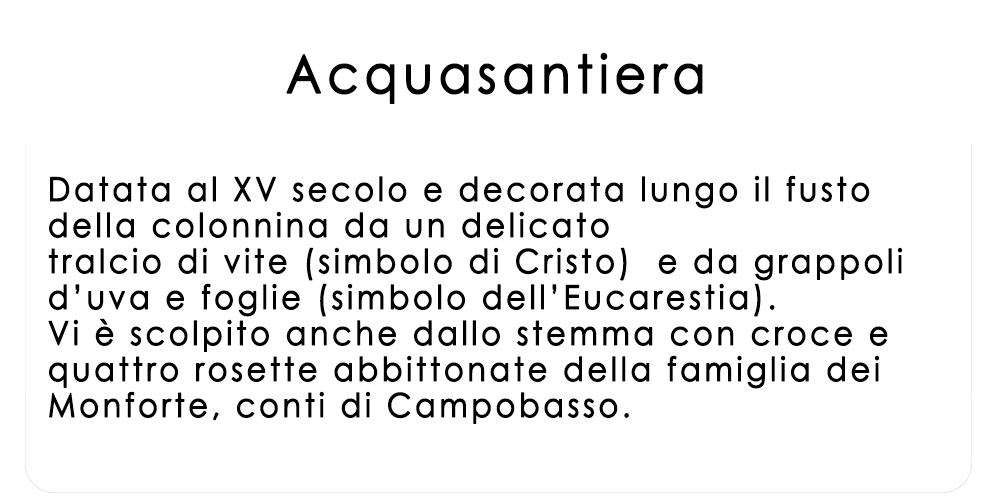 Acquasantiera
Datata al XV secolo e decorata lungo il fusto
della colonnina da un delicato
tralcio di vite (simbolo di Cristo)  e da grappoli
d’uva e foglie (simbolo dell’Eucarestia).
Vi è scolpito anche dallo stemma con croce e
quattro rosette abbittonate della famiglia dei
Monforte, conti di Campobasso.